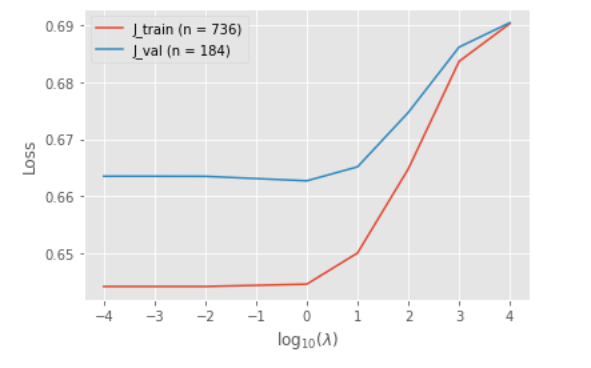 0.69
0.68
0.67
0.66
0.65
Loss
J_train (n = 736)
J_val (n = 184)
−4 −3 −2 −1 0 1 2 3 4
log₁₀(λ)